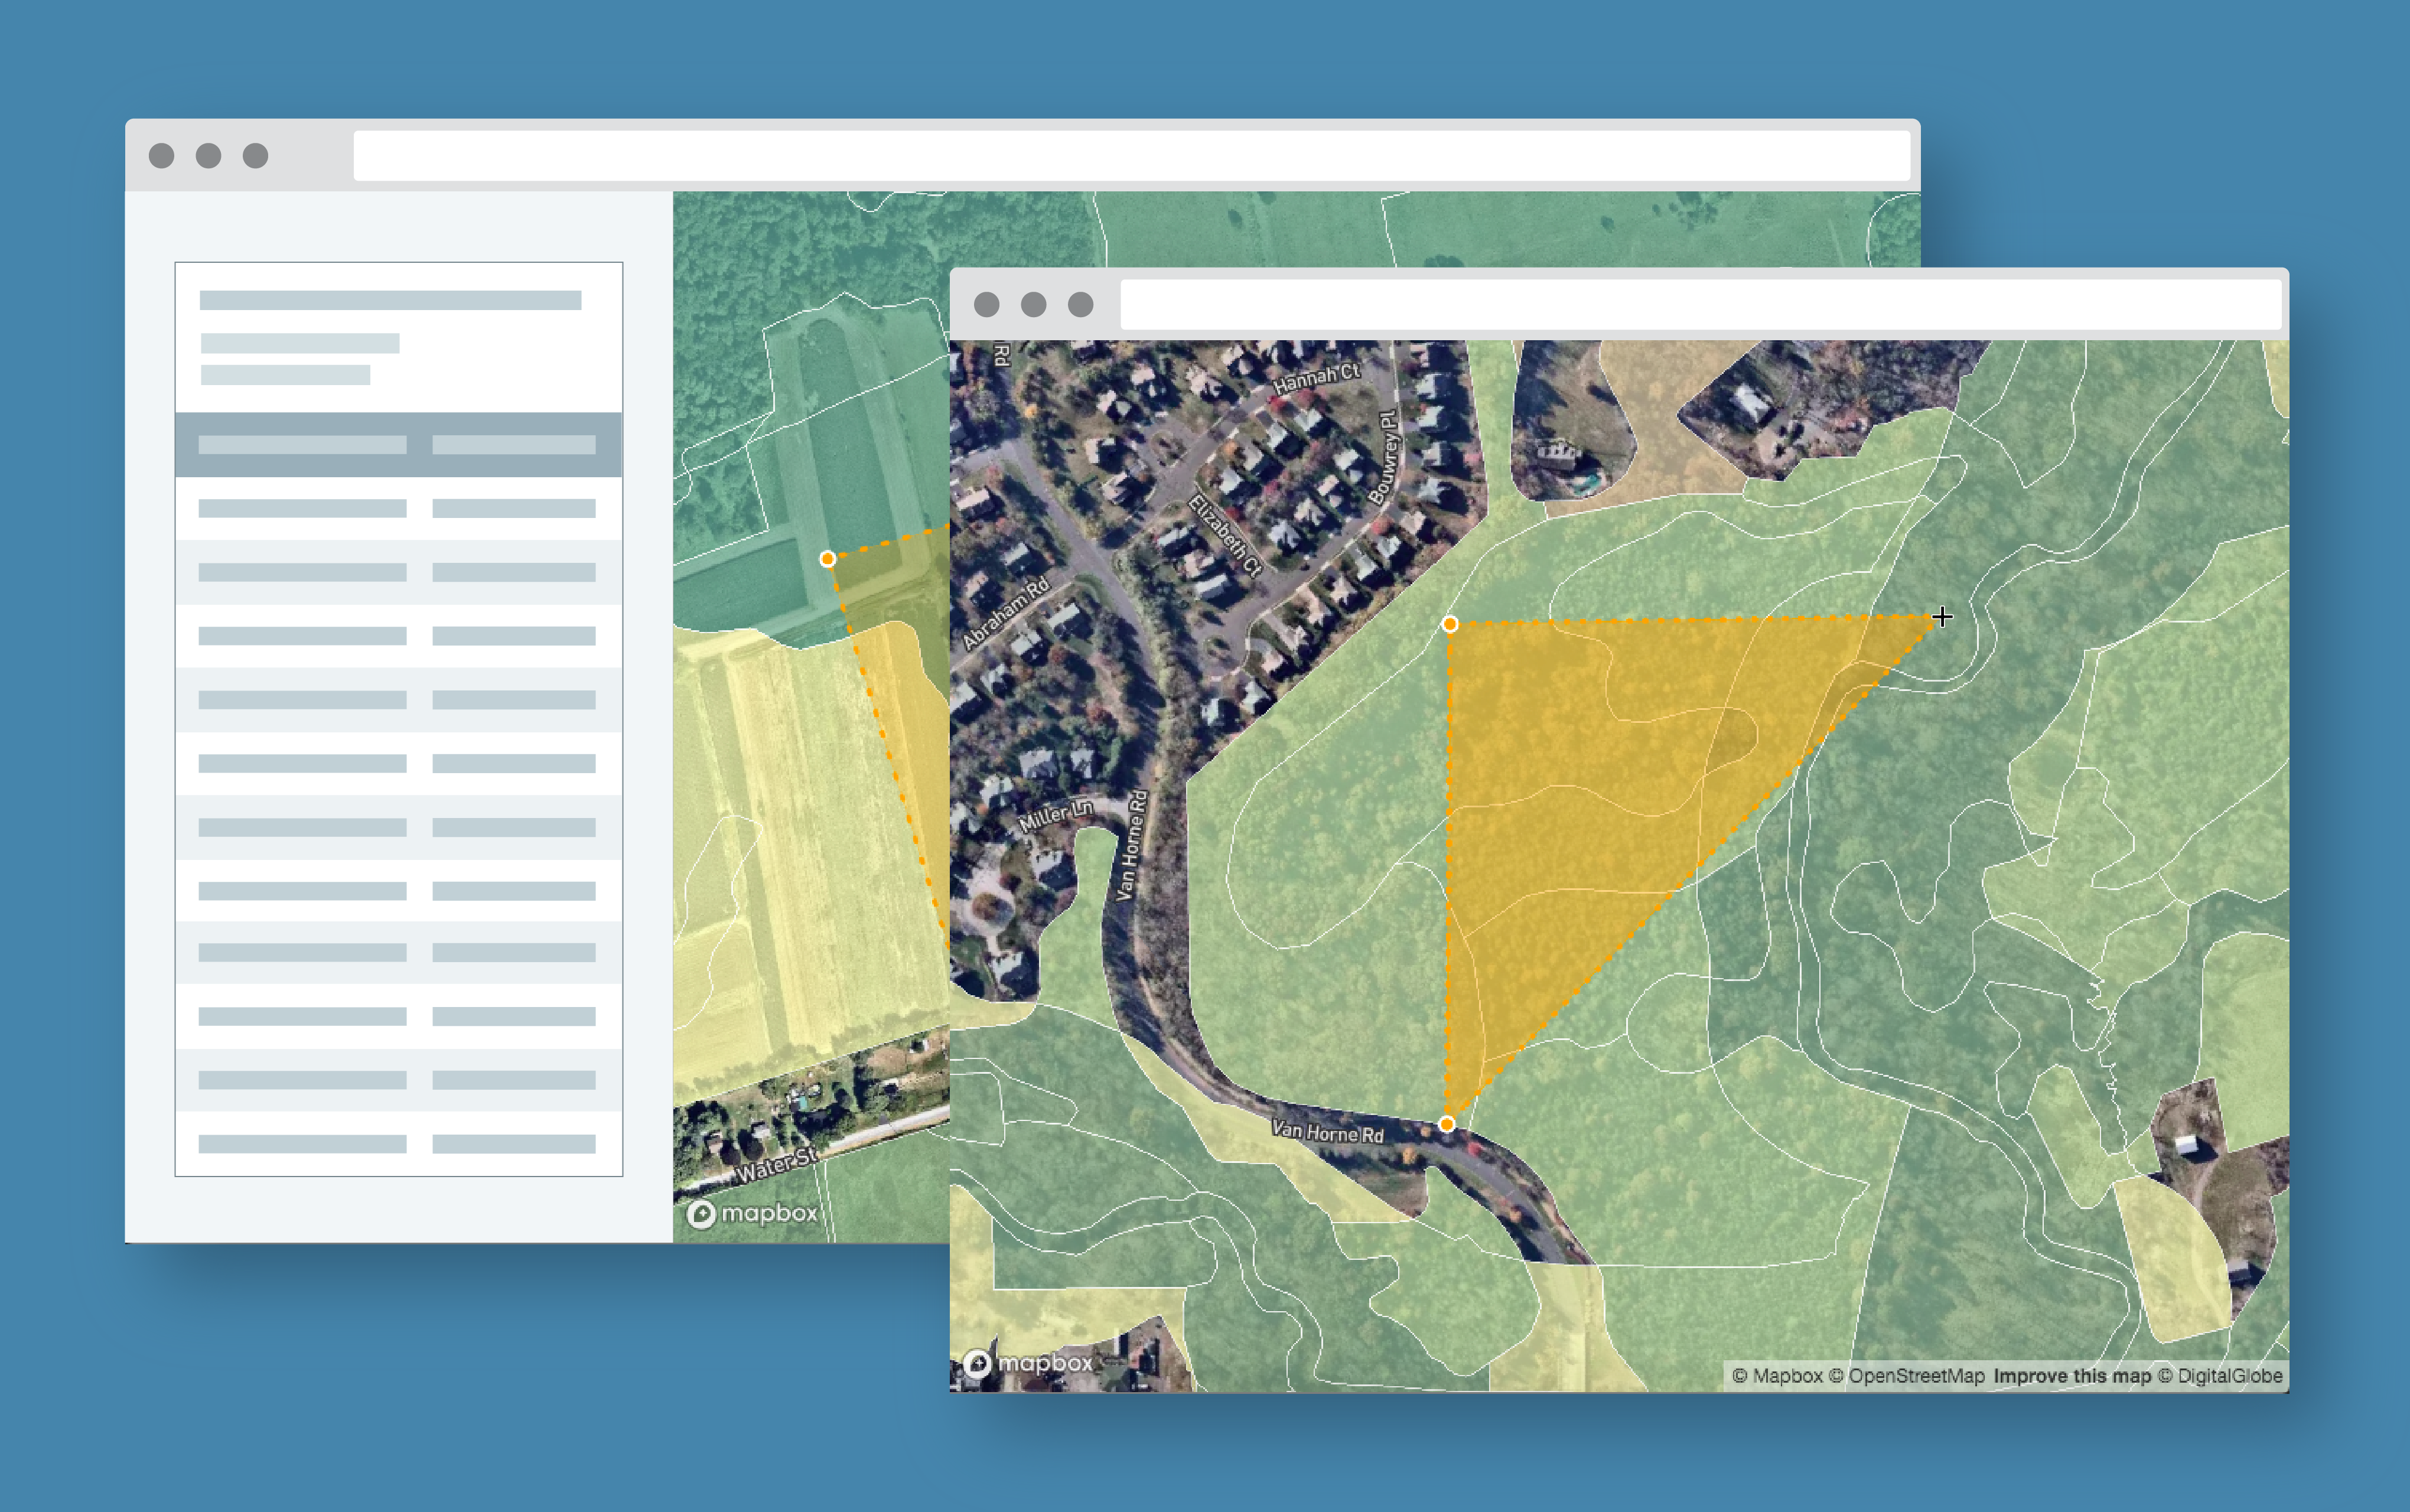 Water St
mapbox
Rd
Hannah Ct
Bouwrey Pl
Elizabeth Ct
Abraham Rd
Miller Ln
Van Horne Rd
Van Horne Rd
mapbox
© Mapbox © OpenStreetMap Improve this map © DigitalGlobe